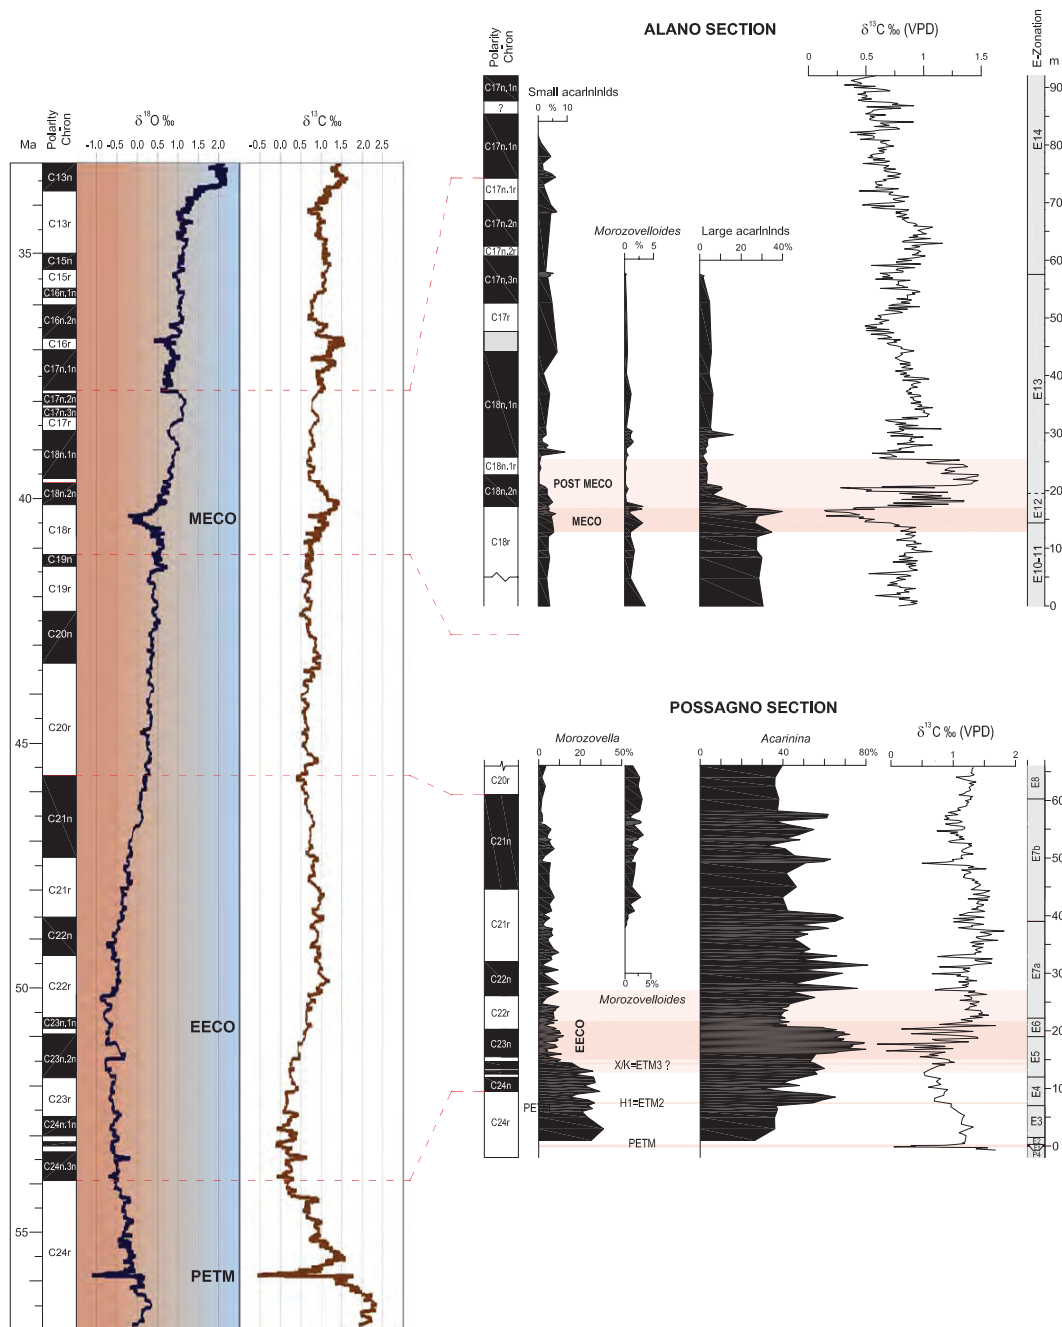 Ma
Polarity
Chron
δ18O ‰
-1.0 0.0 0.5 1.0 2.0
δ13C ‰
-0.5 0.0 0.5 1.0 1.5 2.5
35
40
45
50
55
C13n
C13r
C15n
C15r
C16n.1n
C16n.2n
C16r
C17n.1n
C17n.2n
C17n.3n
C17r
C18n.1n
C18n.2n
C18r
C19n
C19r
C20n
C20r
C21n
C21r
C22n
C22r
C23n.1n
C23n.2n
C23r
C24n.1n
C24n.3n
C24r
MECO
EECO
PETM
ALANO SECTION
Polarity
Chron
δ13C ‰ (VPD)
0 0.5 1 1.5
E-Zonation
m
Small acarininids
0 % 10
Morozovelloides
0 % 5
Large acarininids
0 20 40%
C17n.1n
?
C17n.1n
C17n.1r
C17n.2n
C17n.2r
C17n.3n
C17r
C18n.1n
C18n.1r
C18n.2n
C18r
POST MECO
MECO
E14
E13
E12
E10-11
90
80
70
60
50
40
30
20
10
0
POSSAGNO SECTION
Morozovella
0 20 50%
Acarinina
0 40 80%
δ13C ‰ (VPD)
0 1 2
C20r
C21n
C21r
C22n
C22r
C23n
C24n
C24r
0 5%
Morozovelloides
EECO
X/K=ETM3 ?
H1=ETM2
PETM
PETM
E8
E7b
E7a
E6
E5
E4
E3
60
50
40
30
20
10
0